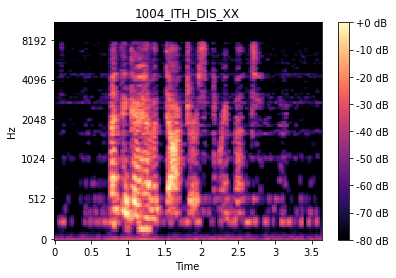 1004_ITH_DIS_XX
+0 dB
8192
-10 dB
4096
-20 dB
-30 dB
2048
Hz
-40 dB
1024
-50 dB
512
-60 dB
-70 dB
0
-80 dB
0 0.5 1 1.5 2 2.5 3 3.5
Time